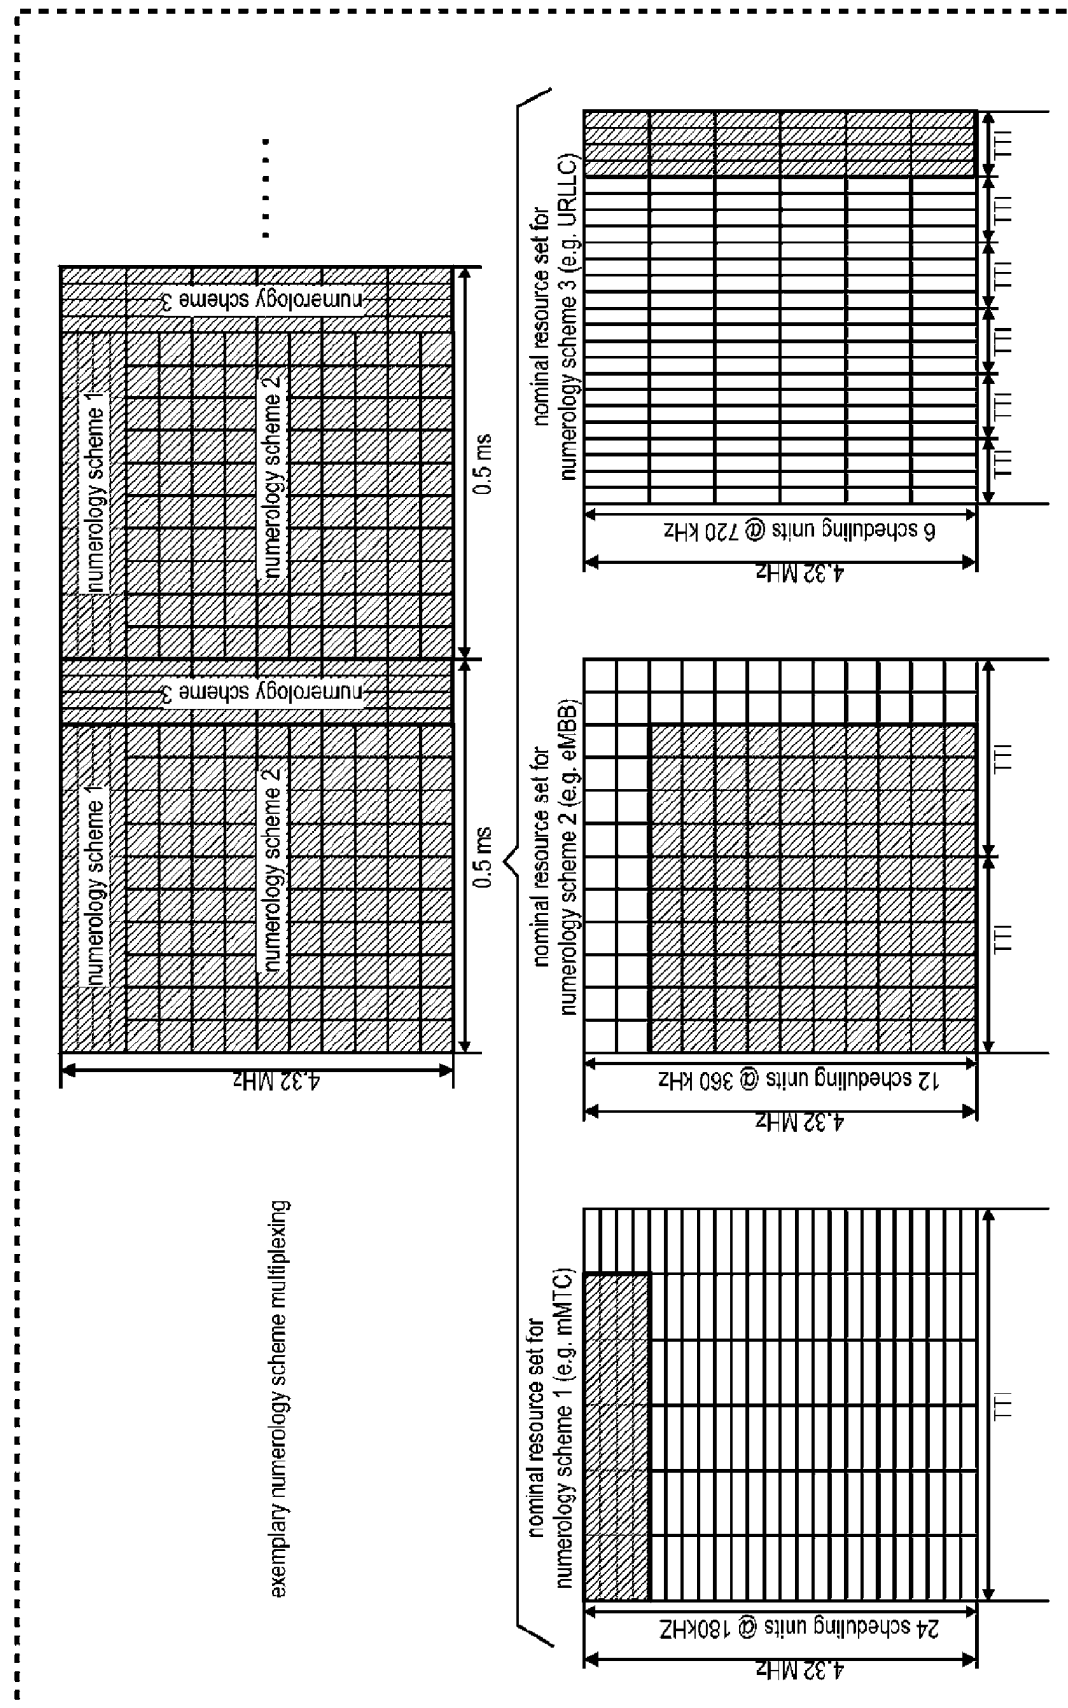 exemplary numerology scheme multiplexing
4.32 MHz
numerology scheme 1
numerology scheme 2
numerology scheme 3
0.5 ms
numerology scheme 1
numerology scheme 2
numerology scheme 3
0.5 ms
nominal resource set for
numerology scheme 1 (e.g. mMTC)
4.32 MHz
24 scheduling units @ 180kHZ
TTI
nominal resource set for
numerology scheme 2 (e.g. eMBB)
4.32 MHz
12 scheduling units @ 360 kHz
TTI
TTI
nominal resource set for
numerology scheme 3 (e.g. URLLC)
4.32 MHz
6 scheduling units @ 720 kHz
TTI
TTI
TTI
TTI
TTI
TTI